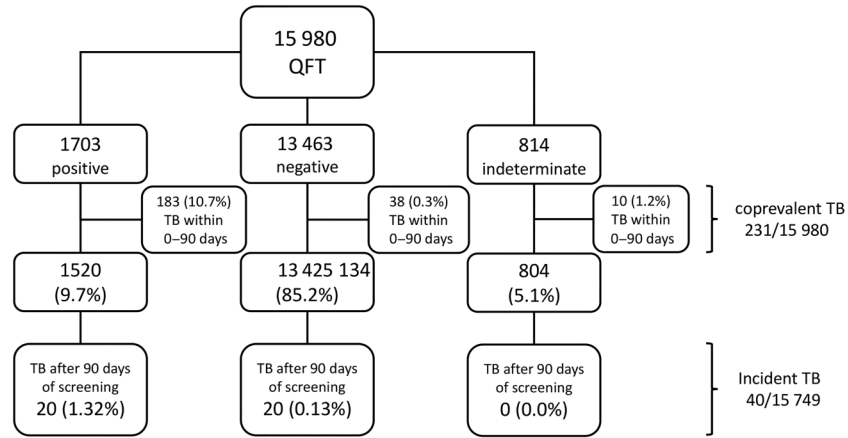 15 980
QFT
1703
positive
13 463
negative
814
indeterminate
183 (10.7%)
TB within
0–90 days
38 (0.3%)
TB within
0–90 days
10 (1.2%)
TB within
0–90 days
coprevalent TB
231/15 980
1520
(9.7%)
13 425 134
(85.2%)
804
(5.1%)
TB after 90 days
of screening
20 (1.32%)
TB after 90 days
of screening
20 (0.13%)
TB after 90 days
of screening
0 (0.0%)
Incident TB
40/15 749